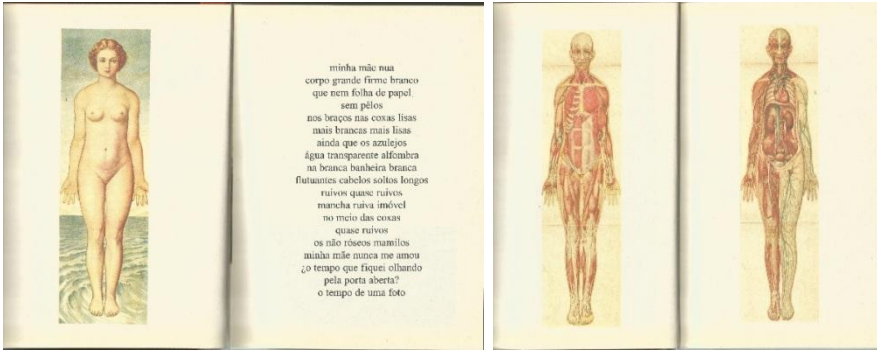 minha mãe nua
corpo grande firme branco
que nem folha de papel
sem pêlos
nos braços nas coxas lisas
mais brancas mais lisas
ainda que os azulejos
água transparente alfombra
na branca banheira branca
flutuantes cabelos soltos longos
ruivos quase ruivos
mancha ruiva imóvel
no meio das coxas
quase ruivos
os não róseos mamilos
minha mãe nunca me amou
¿o tempo que fiquei olhando
pela porta aberta?
o tempo de uma foto